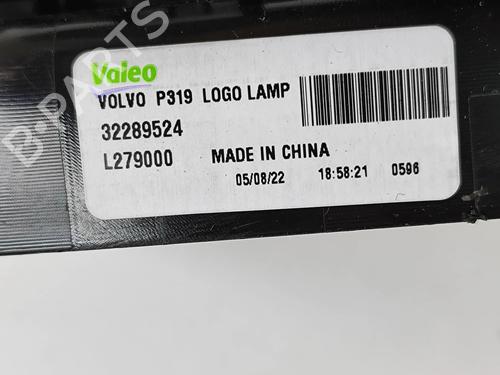 B-PARTS
Valeo
VOLVO P319 LOGO LAMP
32289524
L279000 MADE IN CHINA
05/08/22 18:58:21 0596